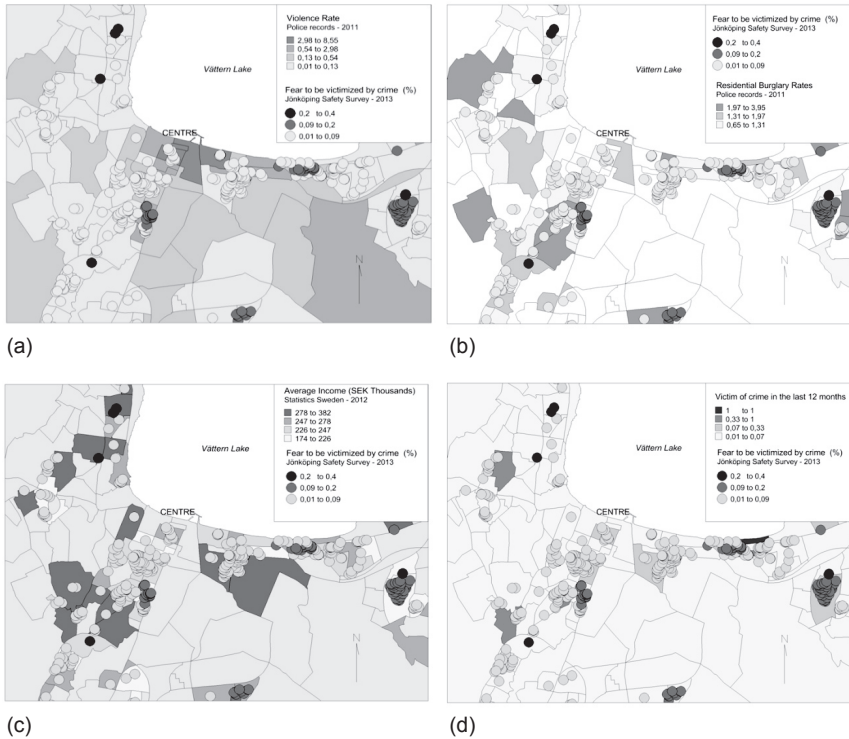 Violence Rate
Police records - 2011
2,98 to 8,55
0,54 to 2,98
0,13 to 0,54
0,01 to 0,13
Vättern Lake
Fear to be victimized by crime (%)
Jönköping Safety Survey - 2013
0,2 to 0,4
0,09 to 0,2
0,01 to 0,09
CENTRE
N
(a)
Fear to be victimized by crime (%)
Jönköping Safety Survey - 2013
0,2 to 0,4
0,09 to 0,2
0,01 to 0,09
Vättern Lake
Residential Burglary Rates
Police records - 2011
1,97 to 3,95
1,31 to 1,97
0,65 to 1,31
CENTRE
N
(b)
Average Income (SEK Thousands)
Statistics Sweden - 2012
278 to 382
247 to 278
226 to 247
174 to 226
Vättern Lake
Fear to be victimized by crime (%)
Jönköping Safety Survey - 2013
0,2 to 0,4
0,09 to 0,2
0,01 to 0,09
CENTRE
N
(c)
Victim of crime in the last 12 months
1 to 1
0,33 to 1
0,07 to 0,33
0,01 to 0,07
Vättern Lake
Fear to be victimized by crime (%)
Jönköping Safety Survey - 2013
0,2 to 0,4
0,09 to 0,2
0,01 to 0,09
CENTRE
N
(d)